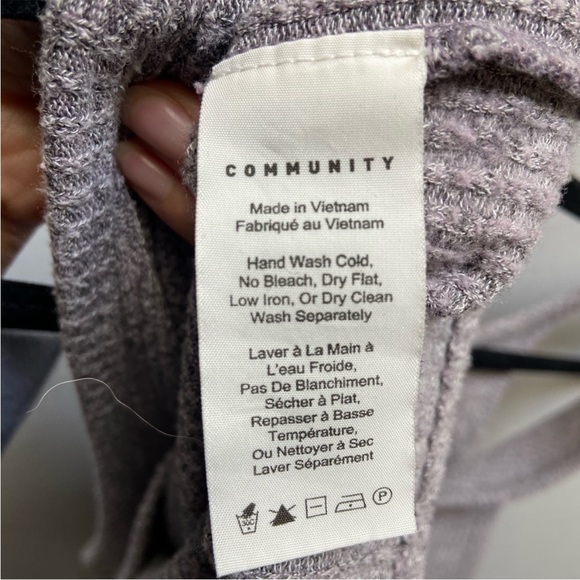 COMMUNITY
Made in Vietnam
Fabriqué au Vietnam
Hand Wash Cold,
No Bleach, Dry Flat,
Low Iron, Or Dry Clean
Wash Separately
Laver à La Main à
L'eau Froide,
Pas De Blanchiment,
Sécher à Plat,
Repasser à Basse
Température,
Ou Nettoyer à Sec
Laver Séparément
30C P